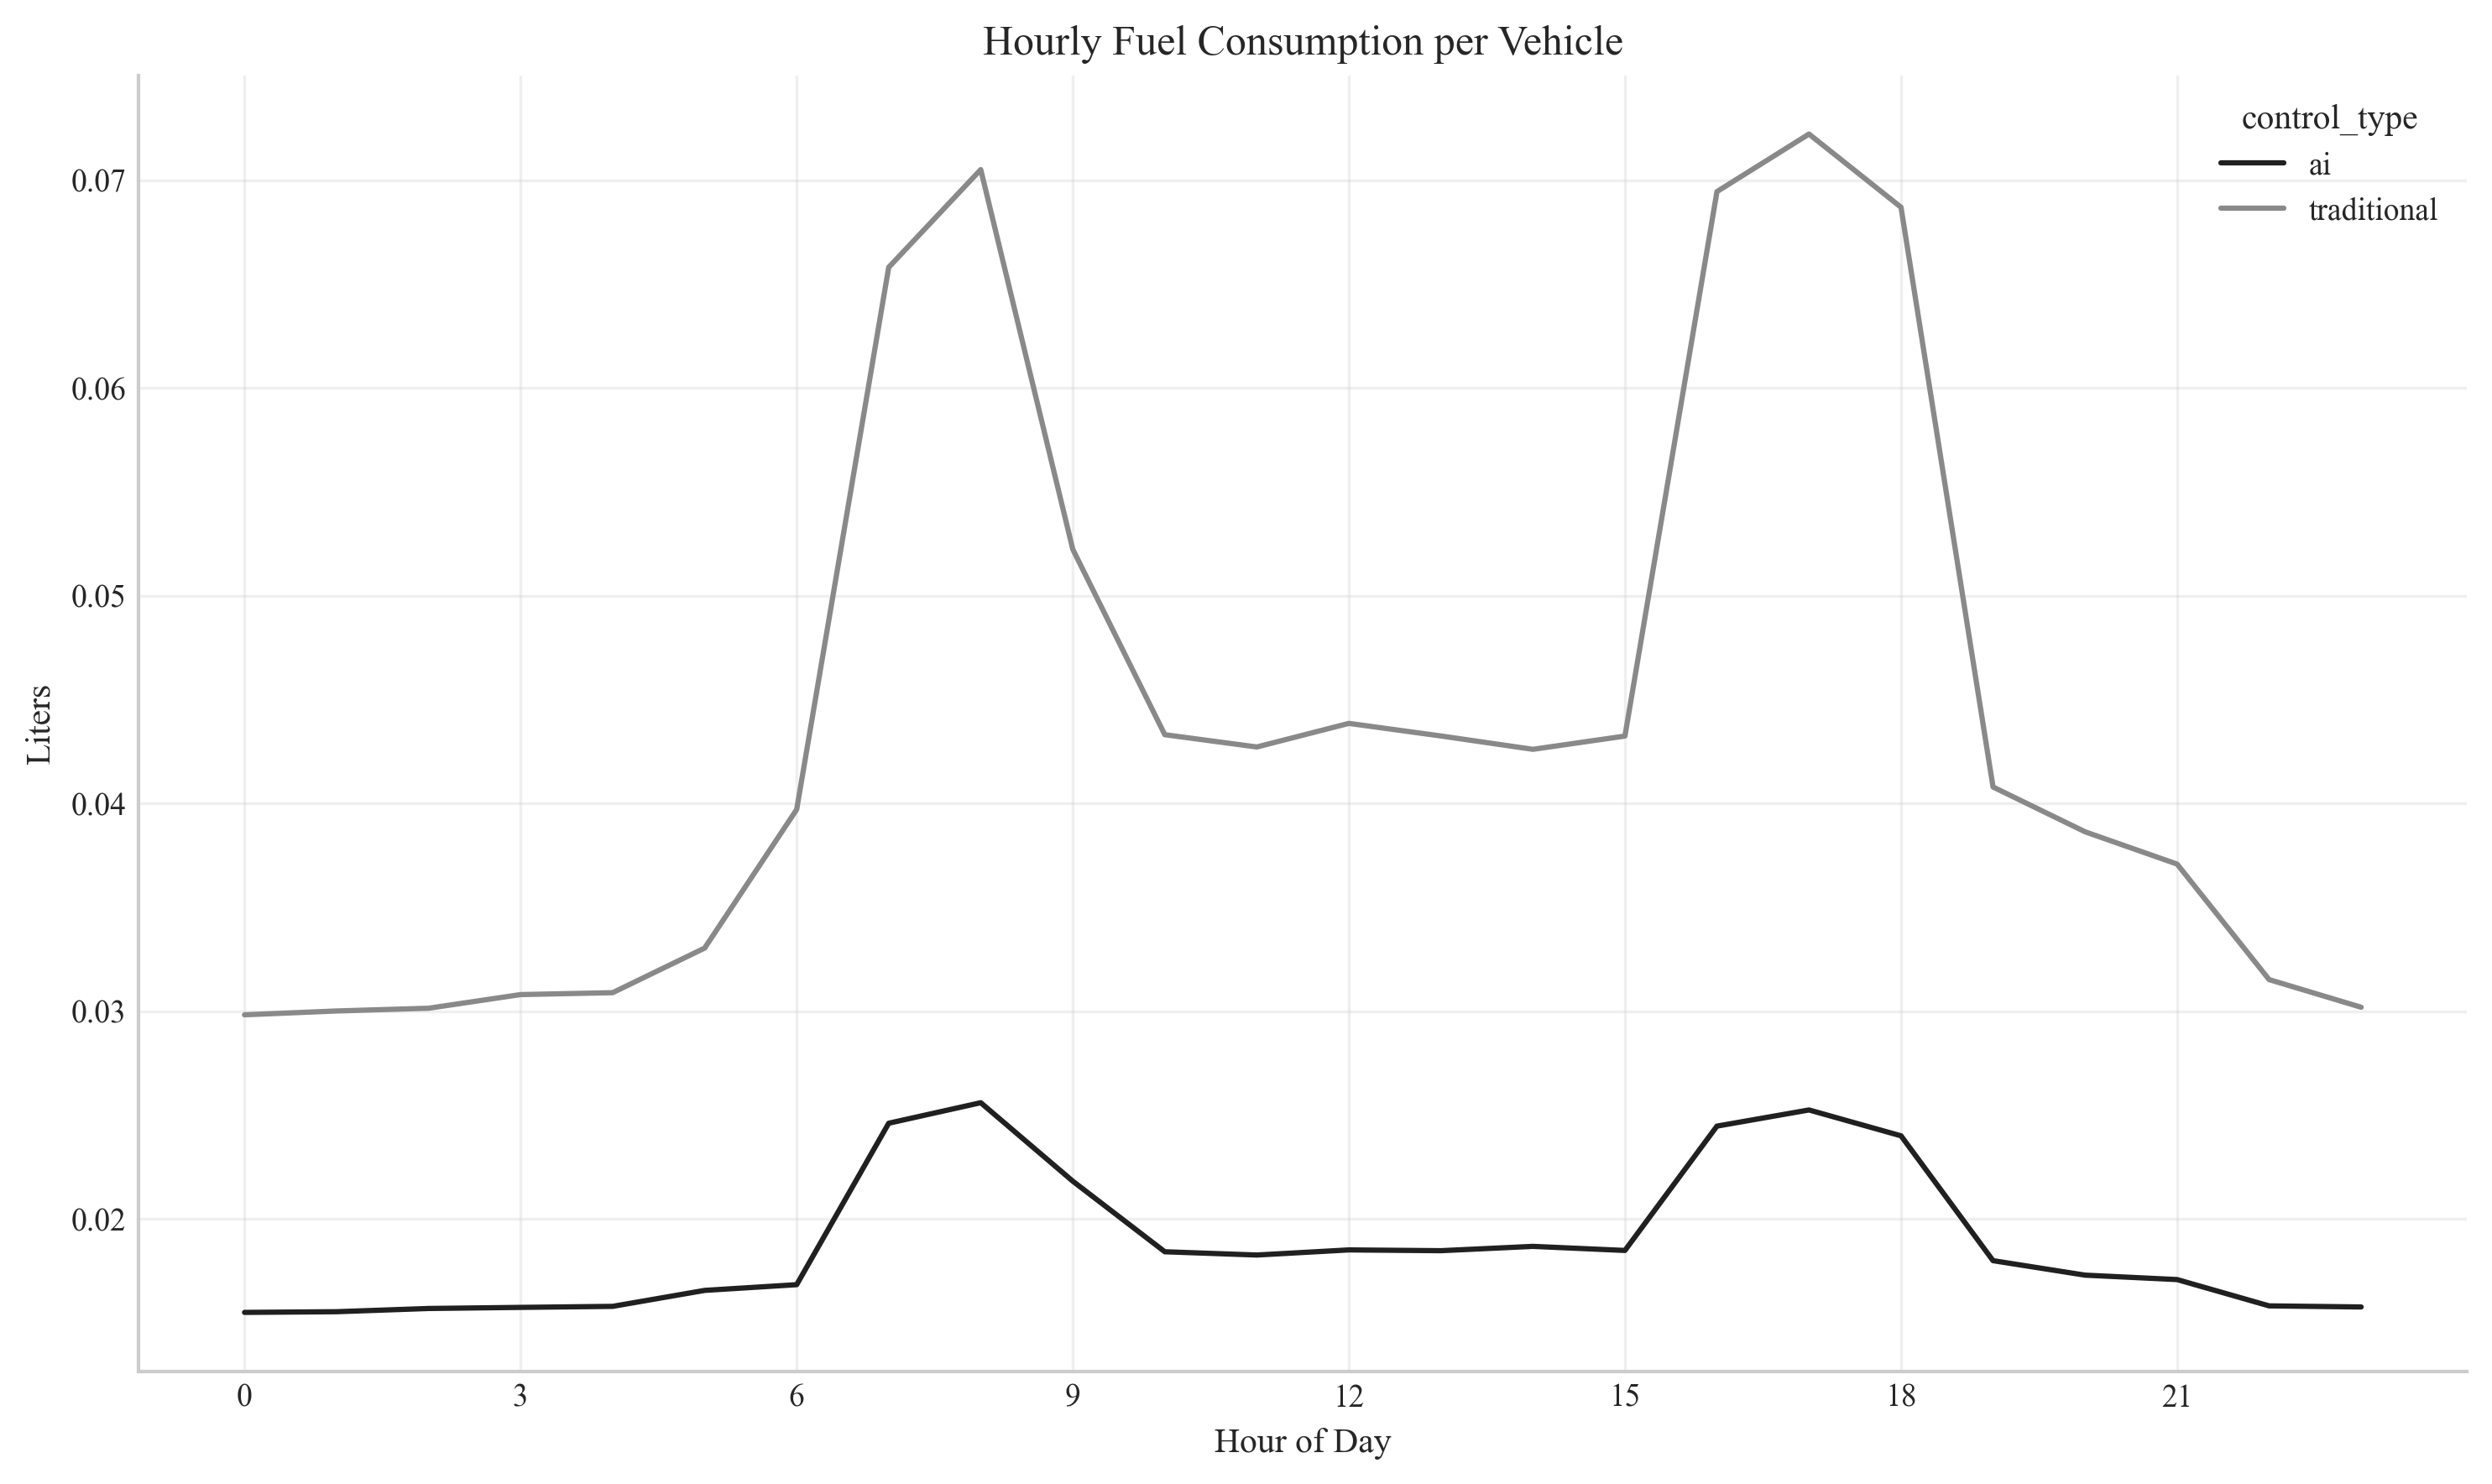 Hourly Fuel Consumption per Vehicle
control_type
ai
traditional
0.07
0.06
0.05
0.04
0.03
0.02
Liters
0 3 6 9 12 15 18 21
Hour of Day